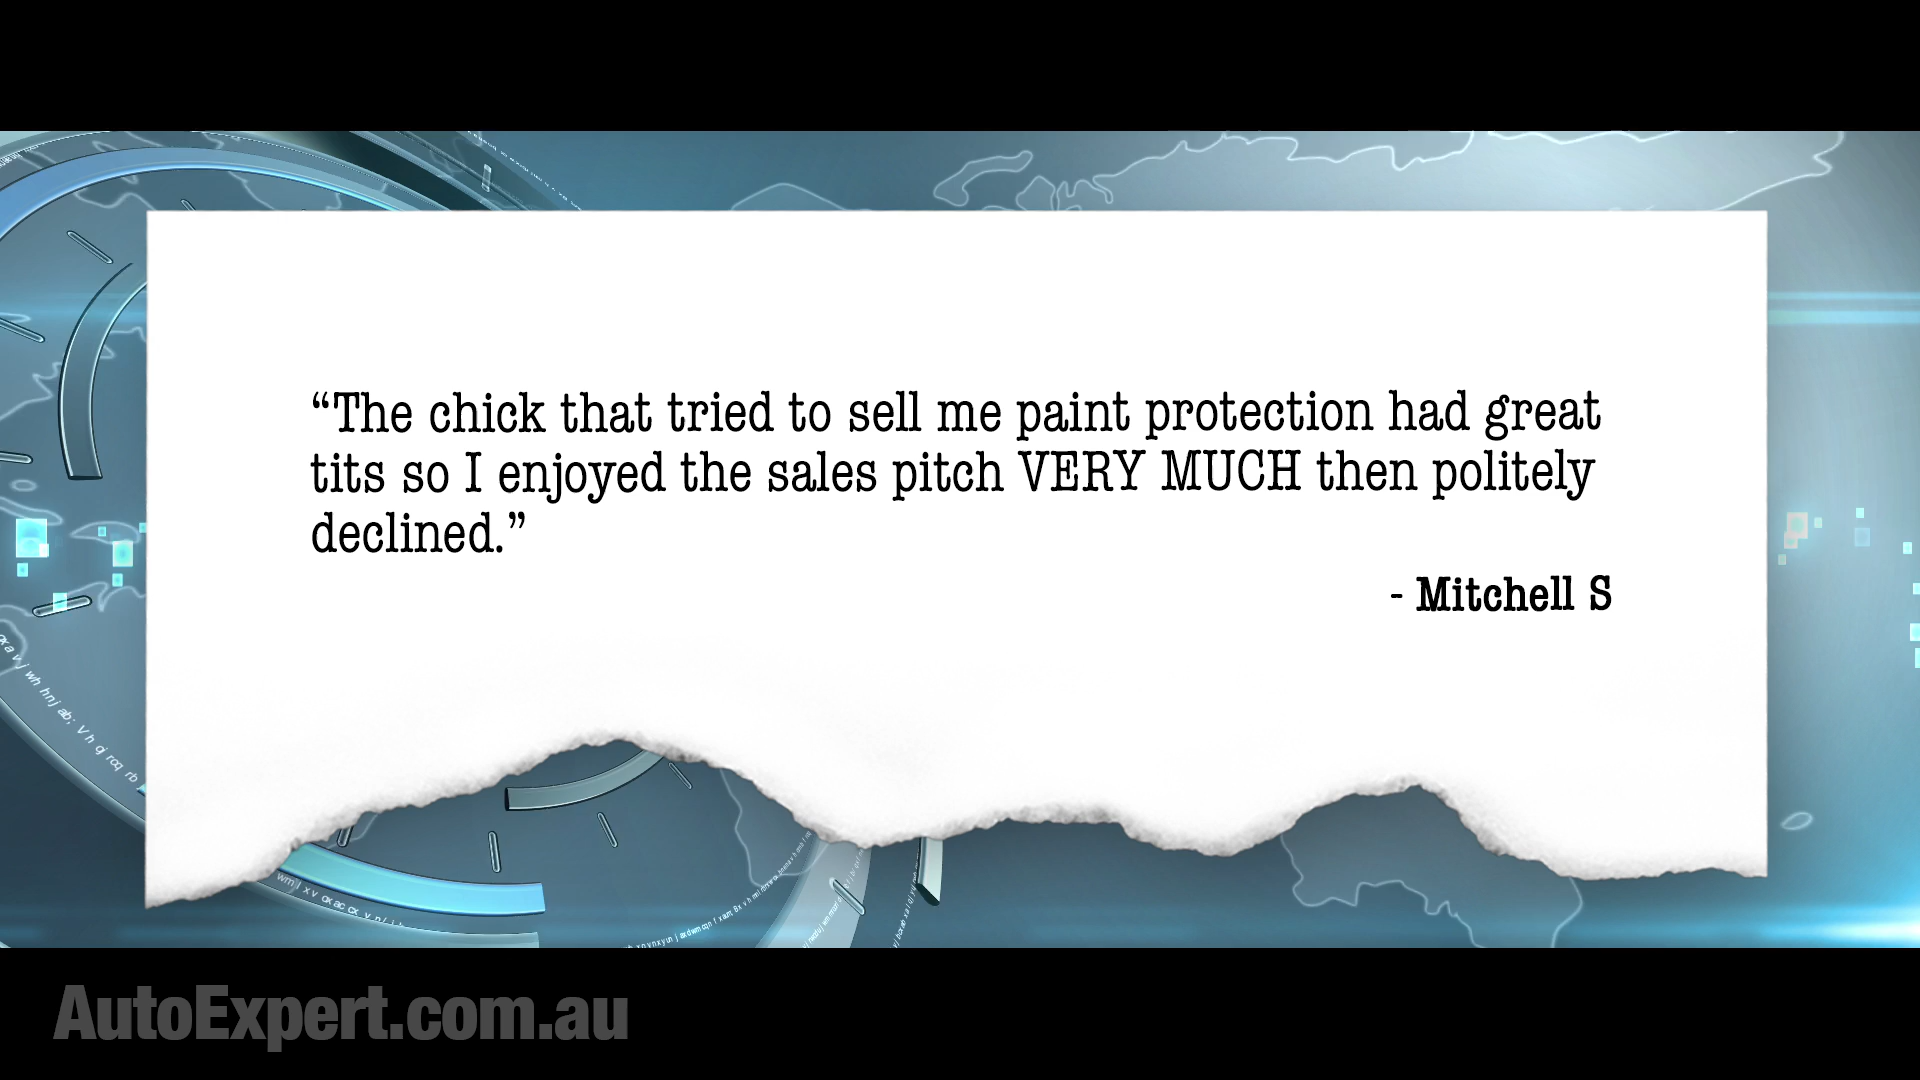 “The chick that tried to sell me paint protection had great
tits so I enjoyed the sales pitch VERY MUCH then politely
declined.”
- Mitchell S
AutoExpert.com.au